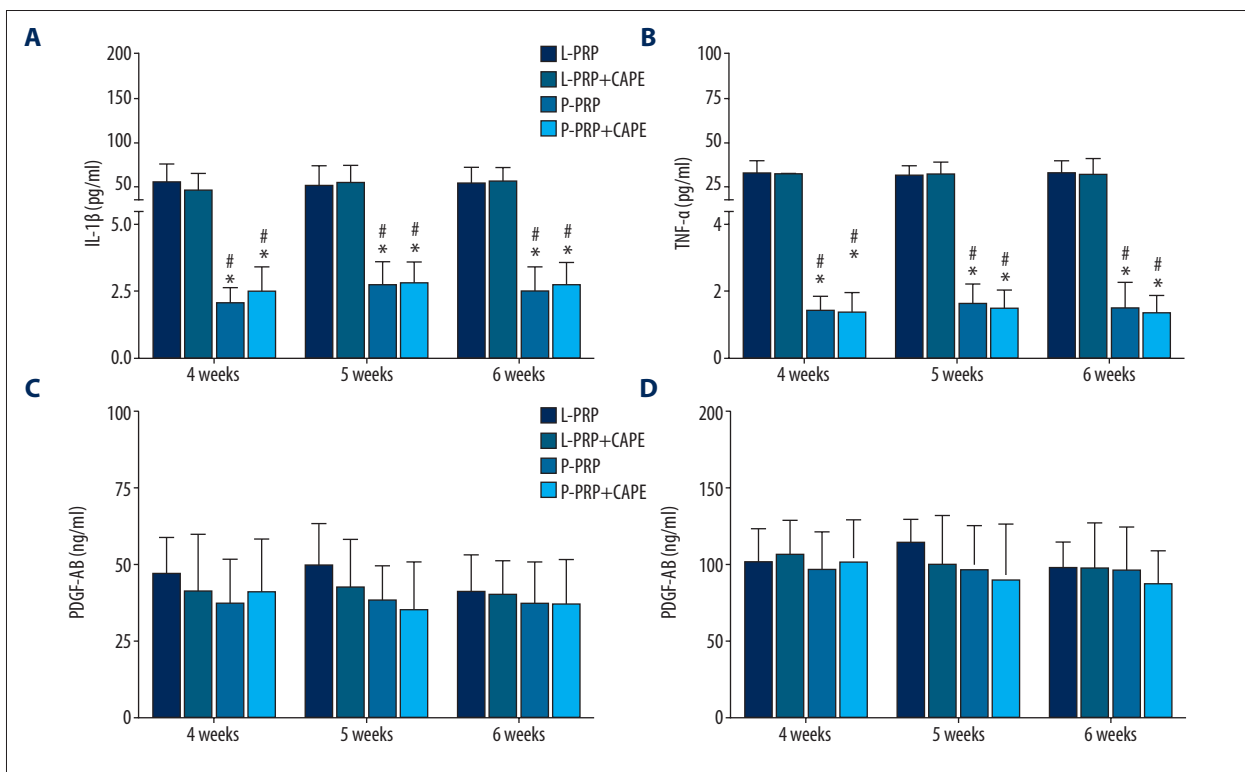 A
IL-1β (pg/ml)
200
150
100
50
5.0
2.5
0.0
L-PRP
L-PRP+CAPE
P-PRP
P-PRP+CAPE
# # # # # #
* * * * * *
4 weeks 5 weeks 6 weeks
B
TNF-α (pg/ml)
100
75
50
25
4
2
0
# # # # # #
* * * * * *
4 weeks 5 weeks 6 weeks
C
PDGF-AB (ng/ml)
100
75
50
25
0
L-PRP
L-PRP+CAPE
P-PRP
P-PRP+CAPE
4 weeks 5 weeks 6 weeks
D
PDGF-AB (ng/ml)
200
150
100
50
0
4 weeks 5 weeks 6 weeks